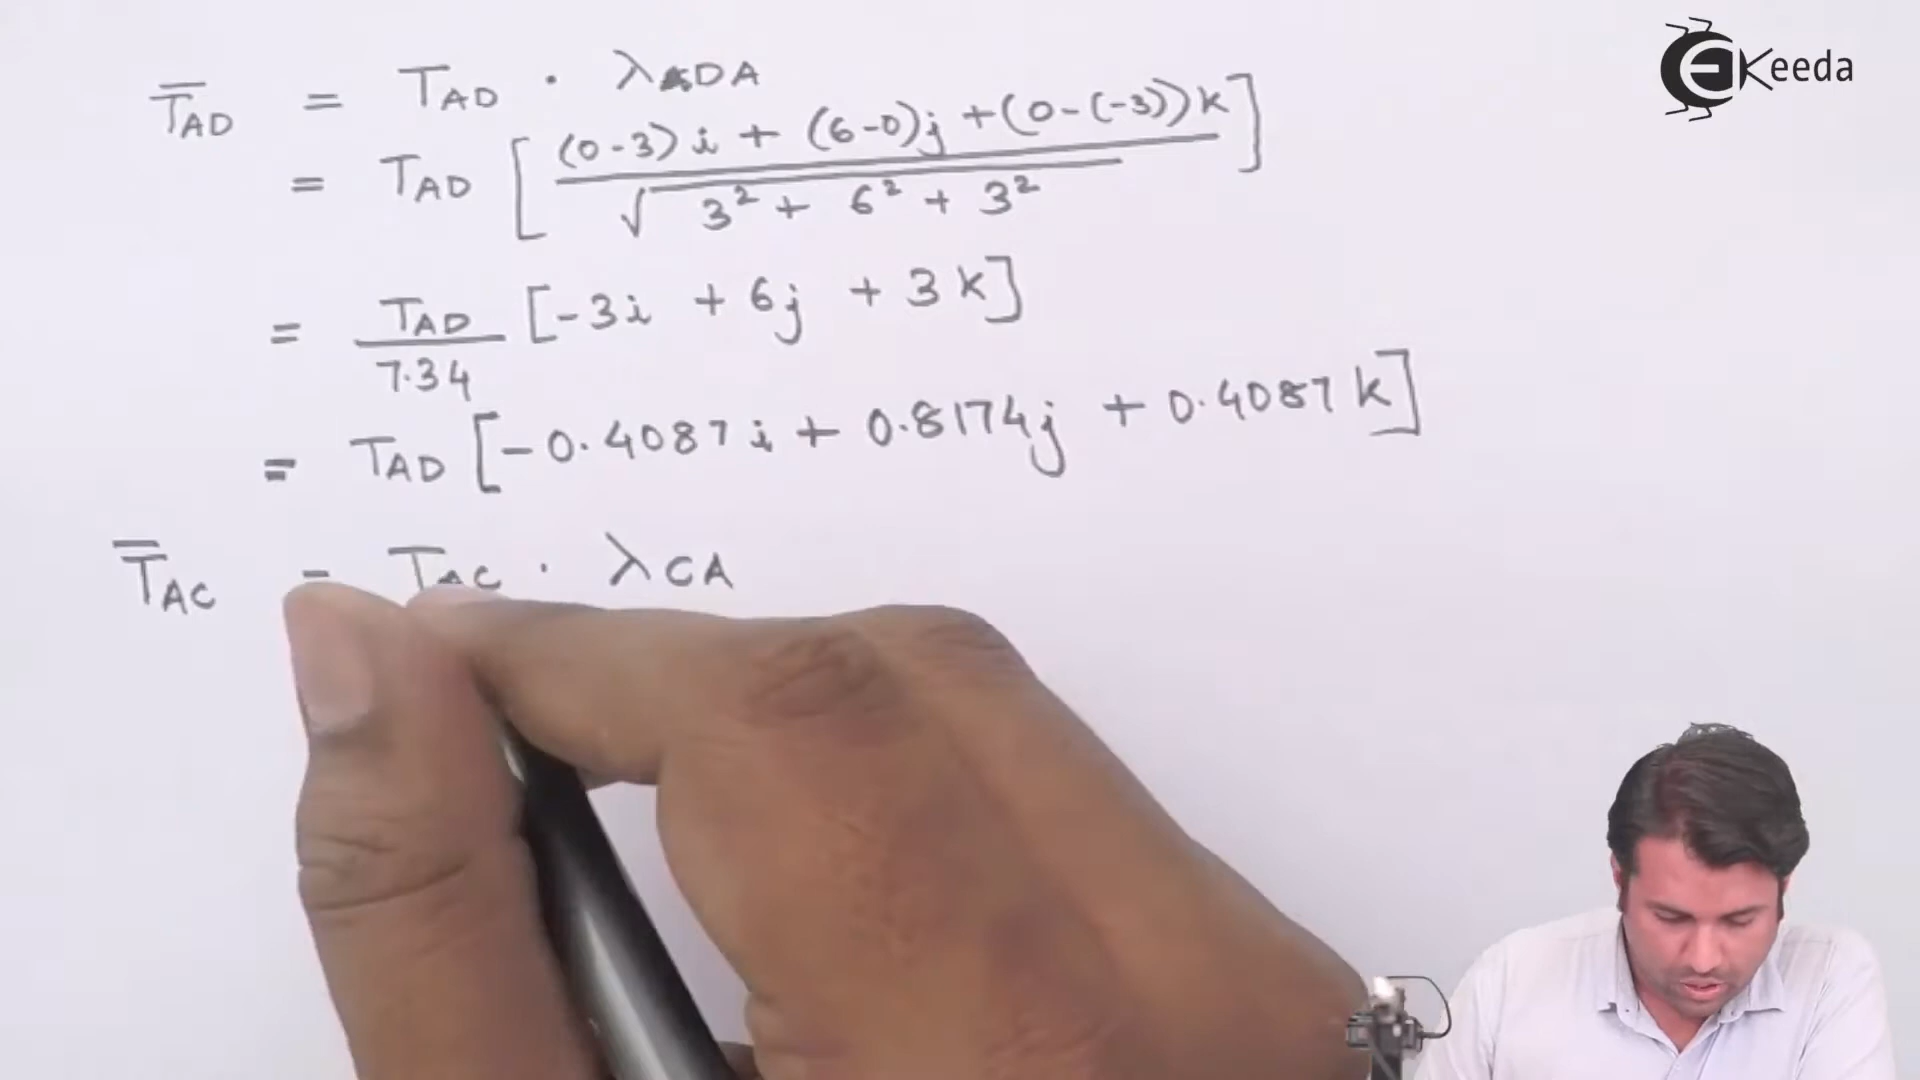 EKeeda
T̅AD = TAD · λDA
= TAD [(0-3)i + (6-0)j + (0-(-3))k / √3² + 6² + 3²]
= TAD/7.34 [-3i + 6j + 3k]
= TAD [-0.4087i + 0.8174j + 0.4087k]
T̅AC = TAC · λCA